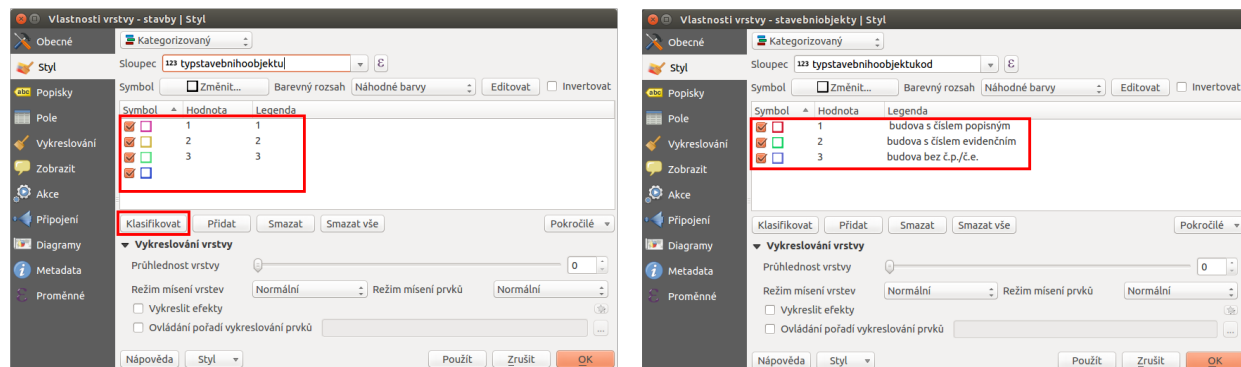 Vlastnosti vrstvy - stavby | Styl
Obecné
Styl
Popisky
Pole
Vykreslování
Zobrazit
Akce
Připojení
Diagramy
Metadata
Proměnné
Kategorizovaný
Sloupec 123 typstavebnihoobjektu ε
Symbol Změnit... Barevný rozsah Náhodné barvy Editovat Invertovat
Symbol Hodnota Legenda
1 1
2 2
3 3
Klasifikovat Přidat Smazat Smazat vše Pokročilé
Vykreslování vrstvy
Průhlednost vrstvy 0
Režim mísení vrstev Normální Režim mísení prvků Normální
Vykreslit efekty
Ovládání pořadí vykreslování prvků ...
Nápověda Styl Použít Zrušit OK
Vlastnosti vrstvy - stavebniobjekty | Styl
Obecné
Styl
Popisky
Pole
Vykreslování
Zobrazit
Akce
Připojení
Diagramy
Metadata
Proměnné
Kategorizovaný
Sloupec 123 typstavebnihoobjektukod ε
Symbol Změnit... Barevný rozsah Náhodné barvy Editovat Invertovat
Symbol Hodnota Legenda
1 budova s číslem popisným
2 budova s číslem evidenčním
3 budova bez č.p./č.e.
Klasifikovat Přidat Smazat Smazat vše Pokročilé
Vykreslování vrstvy
Průhlednost vrstvy 0
Režim mísení vrstev Normální Režim mísení prvků Normální
Vykreslit efekty
Ovládání pořadí vykreslování prvků ...
Nápověda Styl Použít Zrušit OK